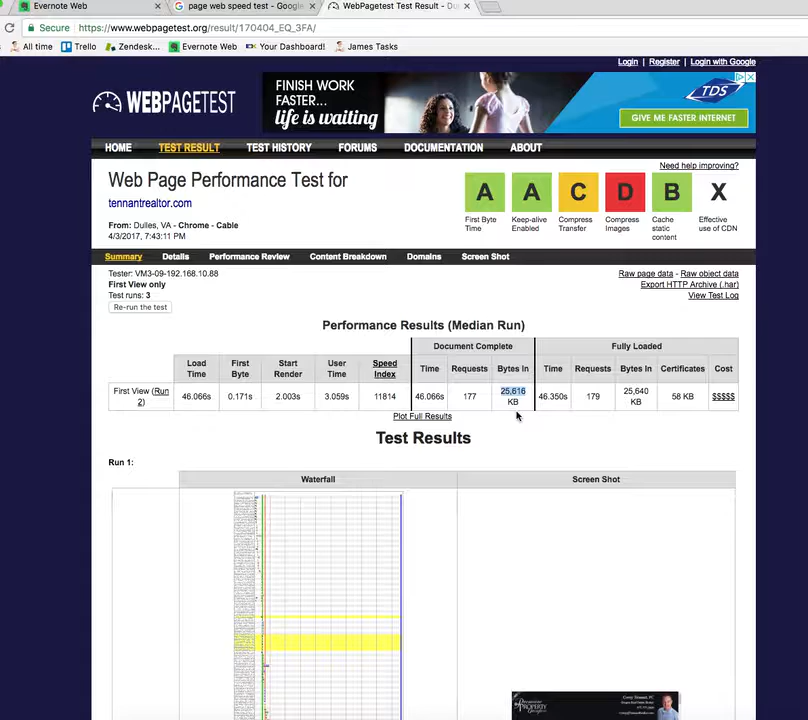 Evernote Web
page web speed test - Google
WebPagetest Test Result - Du
Secure https://www.webpagetest.org/result/170404_EQ_3FA/
All time Trello Zendesk... Evernote Web Your Dashboard! James Tasks
Login | Register | Login with Google
WEBPAGETEST
FINISH WORK
FASTER...
life is waiting
TDS
GIVE ME FASTER INTERNET
HOME TEST RESULT TEST HISTORY FORUMS DOCUMENTATION ABOUT
Need help improving?
Web Page Performance Test for
tennantrealtor.com
From: Dulles, VA - Chrome - Cable
4/3/2017, 7:43:11 PM
A A C D B X
First Byte Time
Keep-alive Enabled
Compress Transfer
Compress Images
Cache static content
Effective use of CDN
Summary Details Performance Review Content Breakdown Domains Screen Shot
Tester: VM3-09-192.168.10.88
First View only
Test runs: 3
Re-run the test
Raw page data - Raw object data
Export HTTP Archive (.har)
View Test Log
Performance Results (Median Run)
Document Complete Fully Loaded
Load Time First Byte Start Render User Time Speed Index Time Requests Bytes In Time Requests Bytes In Certificates Cost
First View (Run 2) 46.066s 0.171s 2.003s 3.059s 11814 46.066s 177 25,616 KB 46.350s 179 25,640 KB 58 KB $$$$$
Plot Full Results
Test Results
Run 1:
Waterfall Screen Shot